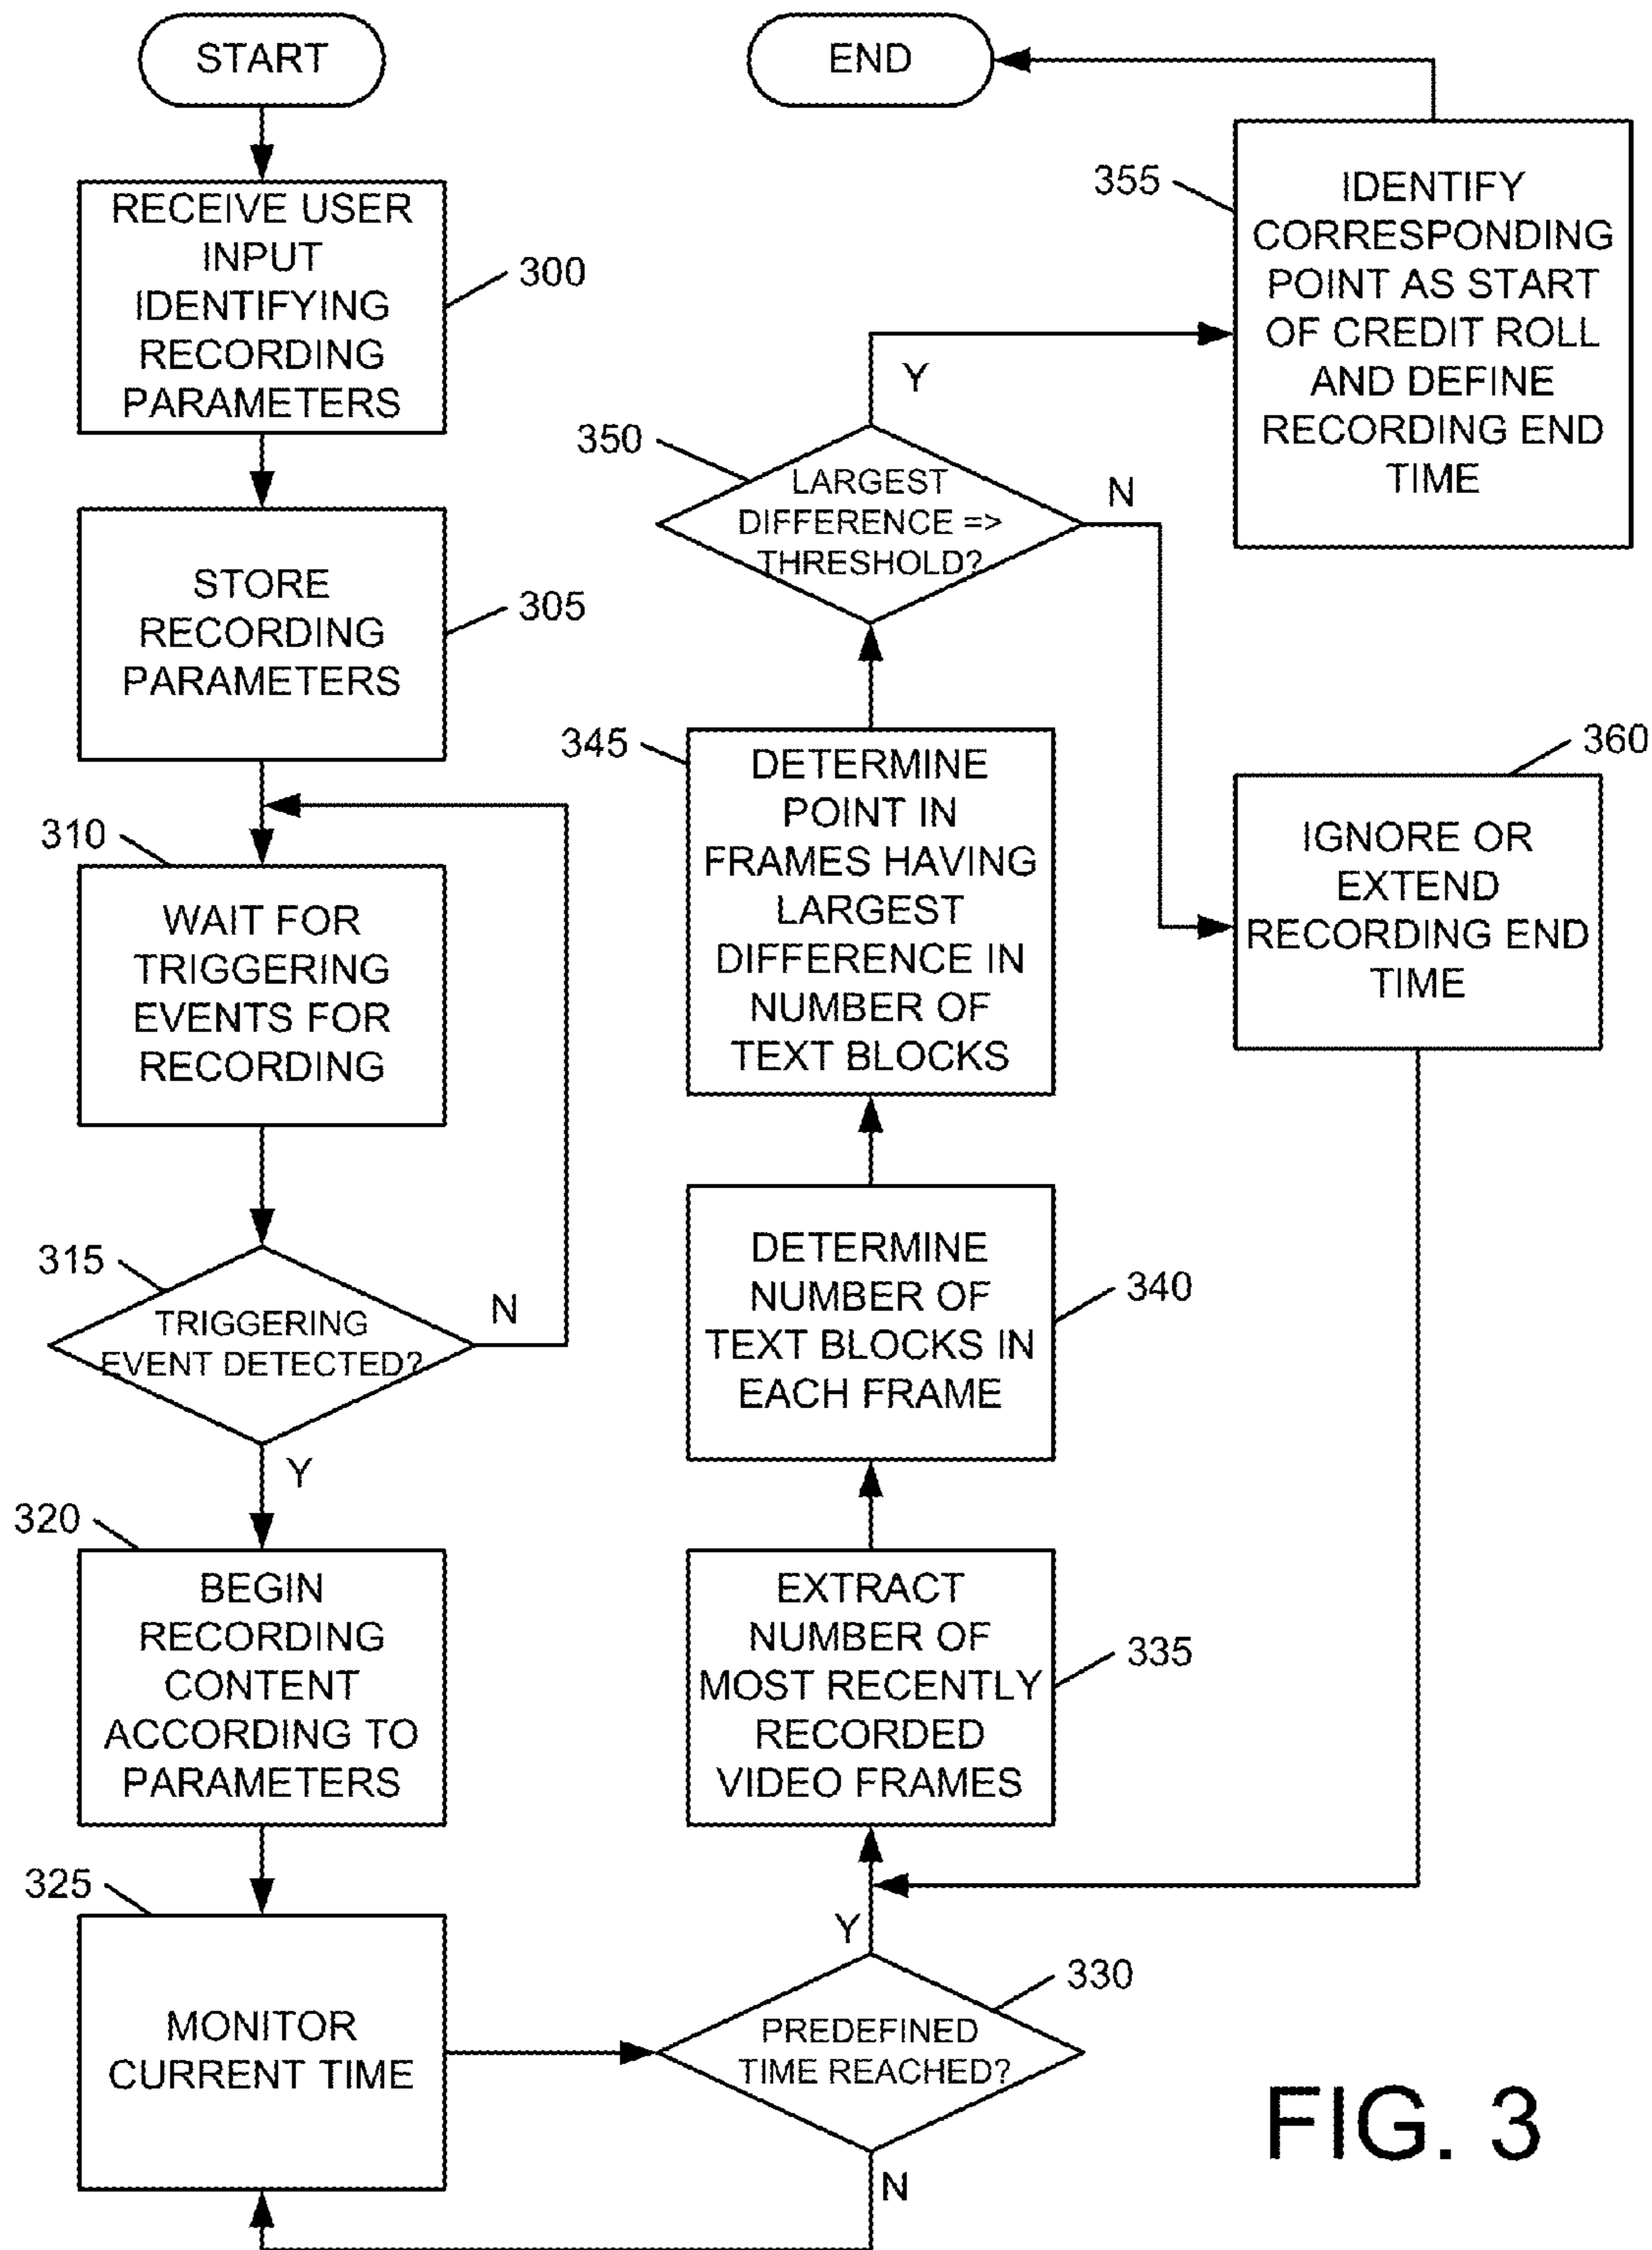 START
RECEIVE USER
INPUT
IDENTIFYING
RECORDING
PARAMETERS
300
STORE
RECORDING
PARAMETERS
305
310
WAIT FOR
TRIGGERING
EVENTS FOR
RECORDING
315
TRIGGERING
EVENT DETECTED?
N
Y
320
BEGIN
RECORDING
CONTENT
ACCORDING TO
PARAMETERS
325
MONITOR
CURRENT TIME
330
PREDEFINED
TIME REACHED?
N
Y
EXTRACT
NUMBER OF
MOST RECENTLY
RECORDED
VIDEO FRAMES
335
DETERMINE
NUMBER OF
TEXT BLOCKS IN
EACH FRAME
340
345
DETERMINE
POINT IN
FRAMES HAVING
LARGEST
DIFFERENCE IN
NUMBER OF
TEXT BLOCKS
350
LARGEST
DIFFERENCE =>
THRESHOLD?
Y
N
355
IDENTIFY
CORRESPONDING
POINT AS START
OF CREDIT ROLL
AND DEFINE
RECORDING END
TIME
END
360
IGNORE OR
EXTEND
RECORDING END
TIME
FIG. 3